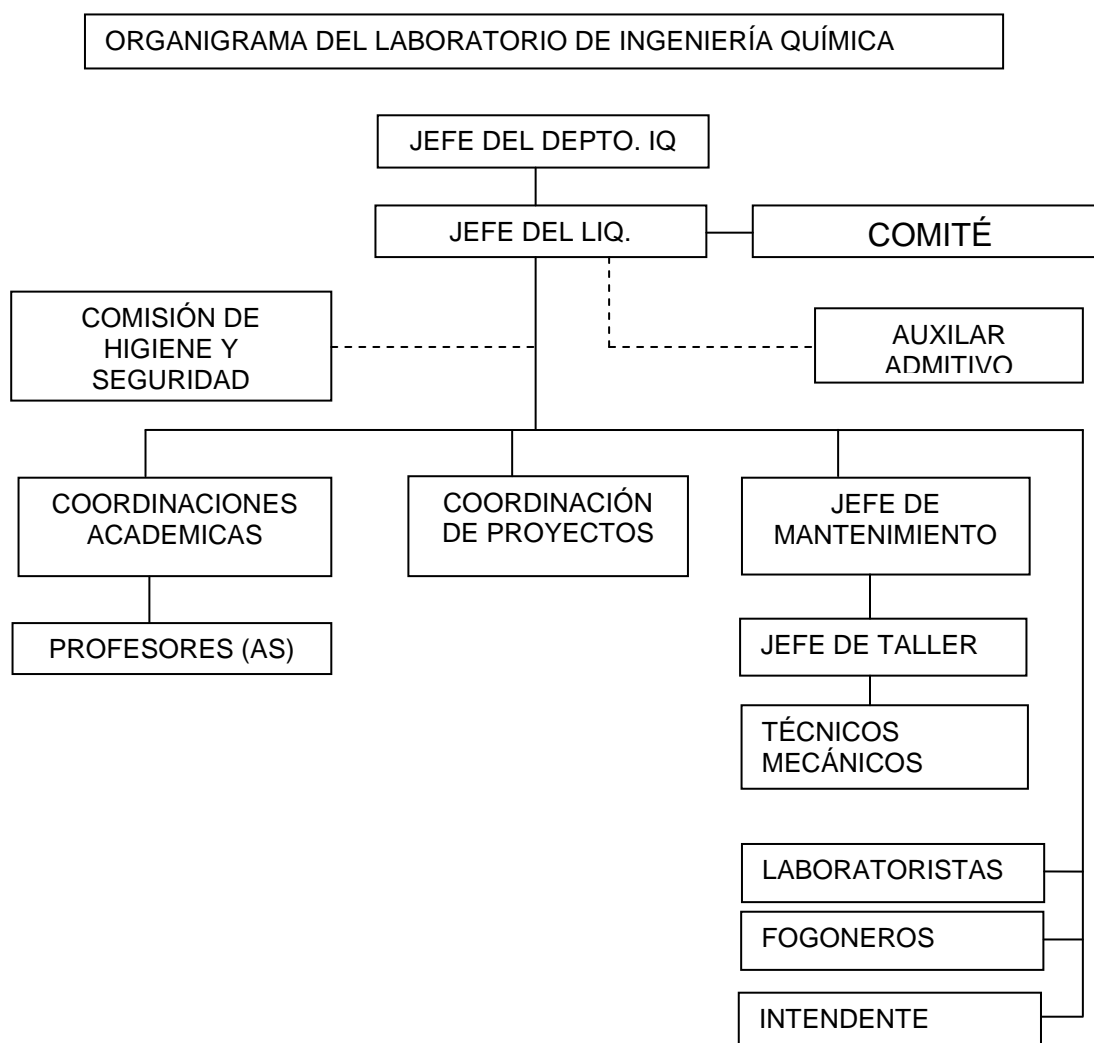 ORGANIGRAMA DEL LABORATORIO DE INGENIERÍA QUÍMICA
JEFE DEL DEPTO. IQ
JEFE DEL LIQ.
COMITÉ
COMISIÓN DE
HIGIENE Y
SEGURIDAD
AUXILAR
ADMITIVO
COORDINACIONES
ACADEMICAS
COORDINACIÓN
DE PROYECTOS
JEFE DE
MANTENIMIENTO
PROFESORES (AS)
JEFE DE TALLER
TÉCNICOS
MECÁNICOS
LABORATORISTAS
FOGONEROS
INTENDENTE